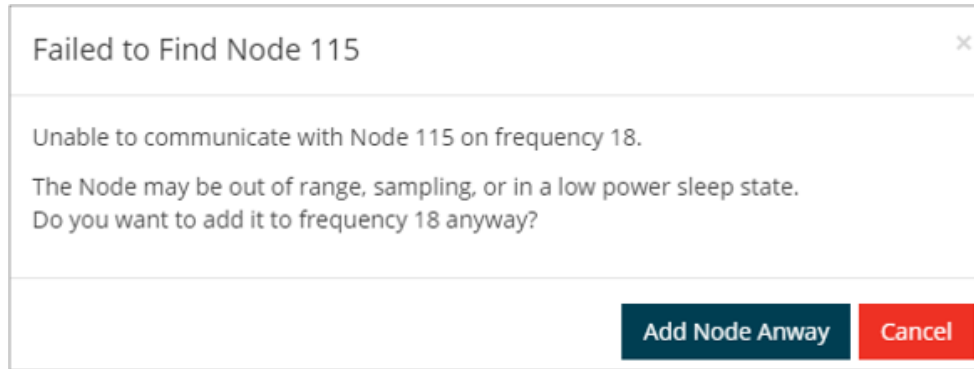 Failed to Find Node 115
×
Unable to communicate with Node 115 on frequency 18.
The Node may be out of range, sampling, or in a low power sleep state.
Do you want to add it to frequency 18 anyway?
Add Node Anway
Cancel